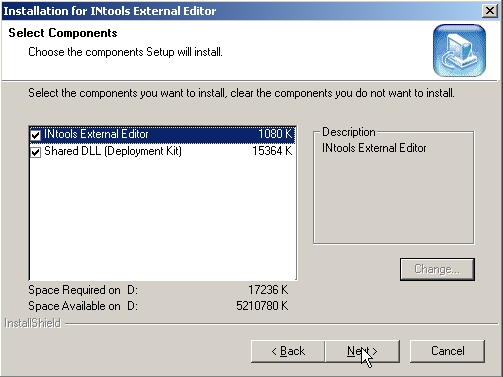 Installation for INtools External Editor
Select Components
Choose the components Setup will install.
Select the components you want to install, clear the components you do not want to install.
INtools External Editor 1080 K
Shared DLL (Deployment Kit) 15364 K
Description
INtools External Editor
Change...
Space Required on D: 17236 K
Space Available on D: 5210780 K
InstallShield
< Back
Next >
Cancel